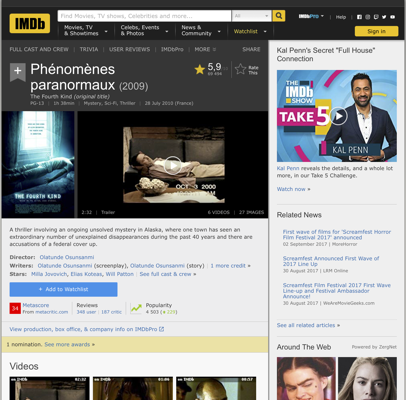 IMDb
Find Movies, TV shows, Celebrities and more...
All
IMDbPro
Help
Movies, TV & Showtimes
Celebs, Events & Photos
News & Community
Watchlist
Sign in
FULL CAST AND CREW | TRIVIA | USER REVIEWS | IMDbPro | MORE
SHARE
Phénomènes paranormaux (2009)
The Fourth Kind (original title)
PG-13 | 1h 38min | Mystery, Sci-Fi, Thriller | 28 July 2010 (France)
5,9
Rate This
THE FOURTH KIND
OCT 3 2000
2:32 | Trailer
6 VIDEOS | 27 IMAGES
A thriller involving an ongoing unsolved mystery in Alaska, where one town has seen an
extraordinary number of unexplained disappearances during the past 40 years and there are
accusations of a federal cover up.
Director: Olatunde Osunsanmi
Writers: Olatunde Osunsanmi (screenplay), Olatunde Osunsanmi (story) | 1 more credit »
Stars: Milla Jovovich, Elias Koteas, Will Patton | See full cast & crew »
+ Add to Watchlist
34
Metascore
From metacritic.com
Reviews
346 user | 187 critic
Popularity
4 503
View production, box office, & company info on IMDbPro
1 nomination. See more awards »
Videos
Kal Penn's Secret "Full House" Connection
THE IMDb SHOW
TAKE 5
KAL PENN
Kal Penn reveals the details, and a whole lot more, in our Take 5 Challenge.
Watch now »
Related News
First wave of films for 'Screamfest Horror Film Festival 2017' announced
02 September 2017 | MoreHorror
Screamfest Announced First Wave of 2017 Line Up
30 August 2017 | LRM Online
Screamfest Film Festival 2017 First Wave Line-up and Festival Ambassador Announce!
30 August 2017 | WeAreMovieGeeks.com
See all related articles »
Around The Web
Powered by ZergNet